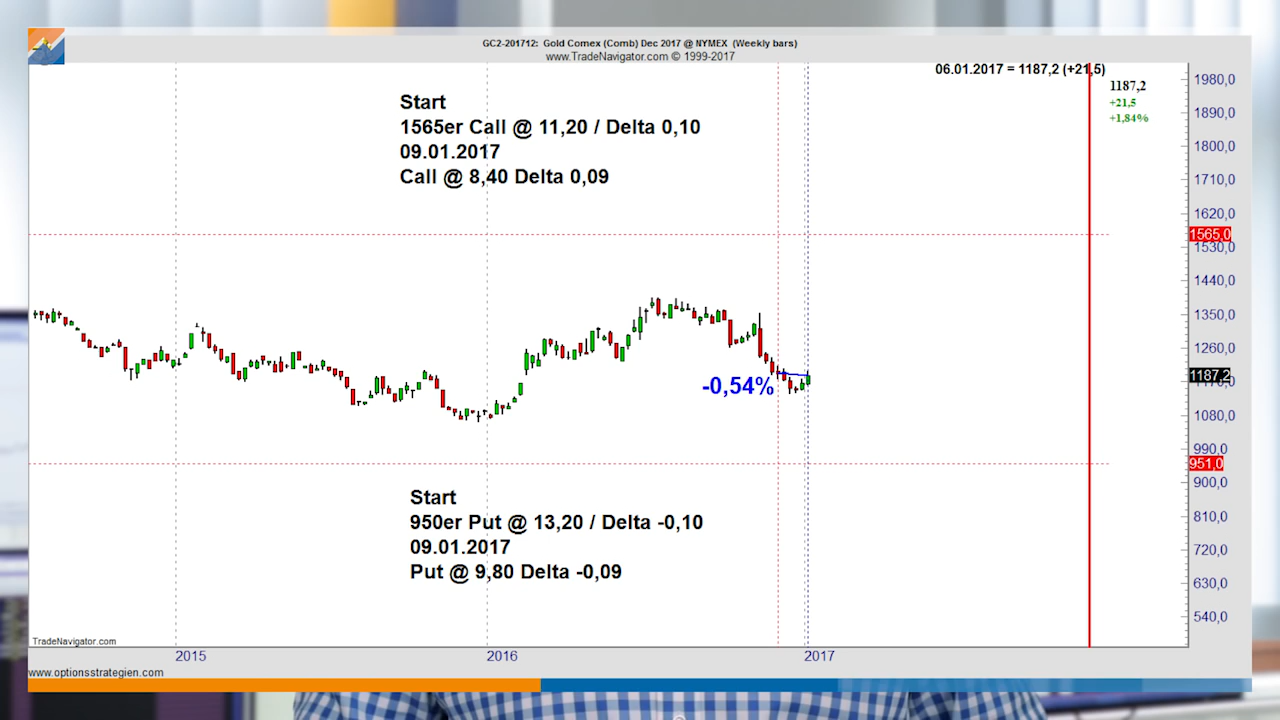 GC2-201712: Gold Comex (Comb) Dec 2017 @ NYMEX (Weekly bars)
www.TradeNavigator.com © 1999-2017
06.01.2017 = 1187,2 (+21,5)
1187,2
+21,5
+1,84%
Start
1565er Call @ 11,20 / Delta 0,10
09.01.2017
Call @ 8,40 Delta 0,09
1980,0
1890,0
1800,0
1710,0
1620,0
1565,0
1530,0
1440,0
1350,0
1260,0
1187,2
1170,0
1080,0
990,0
951,0
900,0
810,0
720,0
630,0
540,0
-0,54%
Start
950er Put @ 13,20 / Delta -0,10
09.01.2017
Put @ 9,80 Delta -0,09
TradeNavigator.com
2015
2016
2017
www.optionsstrategien.com